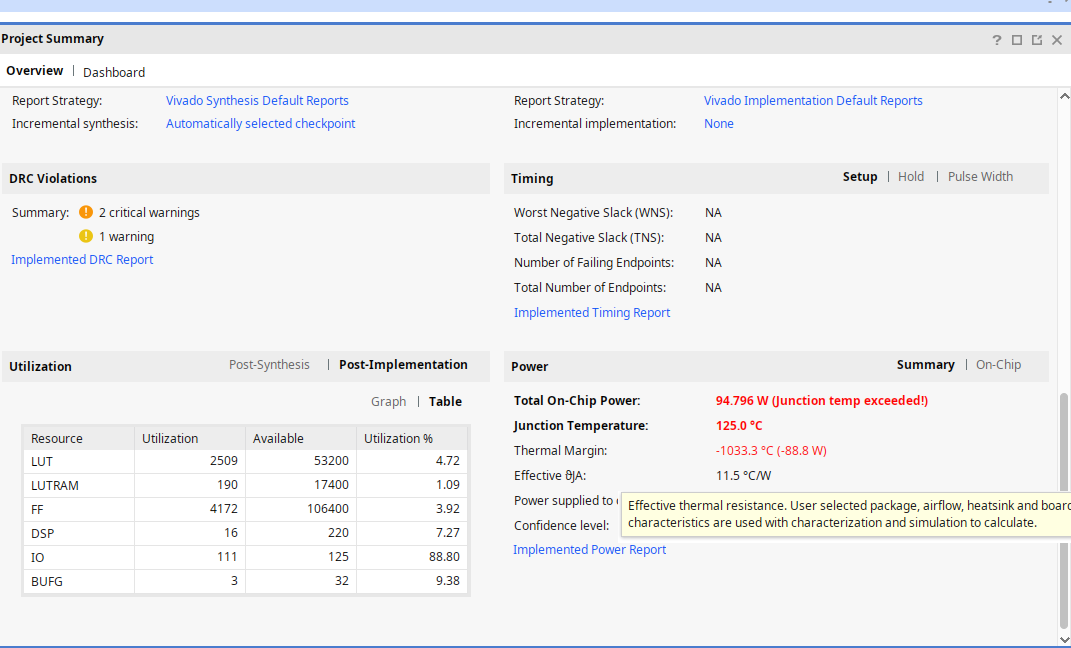 Project Summary
Overview | Dashboard
Report Strategy: Vivado Synthesis Default Reports
Incremental synthesis: Automatically selected checkpoint
Report Strategy: Vivado Implementation Default Reports
Incremental implementation: None
DRC Violations
Summary: 2 critical warnings
1 warning
Implemented DRC Report
Timing Setup | Hold | Pulse Width
Worst Negative Slack (WNS): NA
Total Negative Slack (TNS): NA
Number of Failing Endpoints: NA
Total Number of Endpoints: NA
Implemented Timing Report
Utilization Post-Synthesis | Post-Implementation
Graph | Table
Resource Utilization Available Utilization %
LUT 2509 53200 4.72
LUTRAM 190 17400 1.09
FF 4172 106400 3.92
DSP 16 220 7.27
IO 111 125 88.80
BUFG 3 32 9.38
Power Summary | On-Chip
Total On-Chip Power: 94.796 W (Junction temp exceeded!)
Junction Temperature: 125.0 °C
Thermal Margin: -1033.3 °C (-88.8 W)
Effective ϑJA: 11.5 °C/W
Power supplied to
Confidence level:
Implemented Power Report
Effective thermal resistance. User selected package, airflow, heatsink and board
characteristics are used with characterization and simulation to calculate.